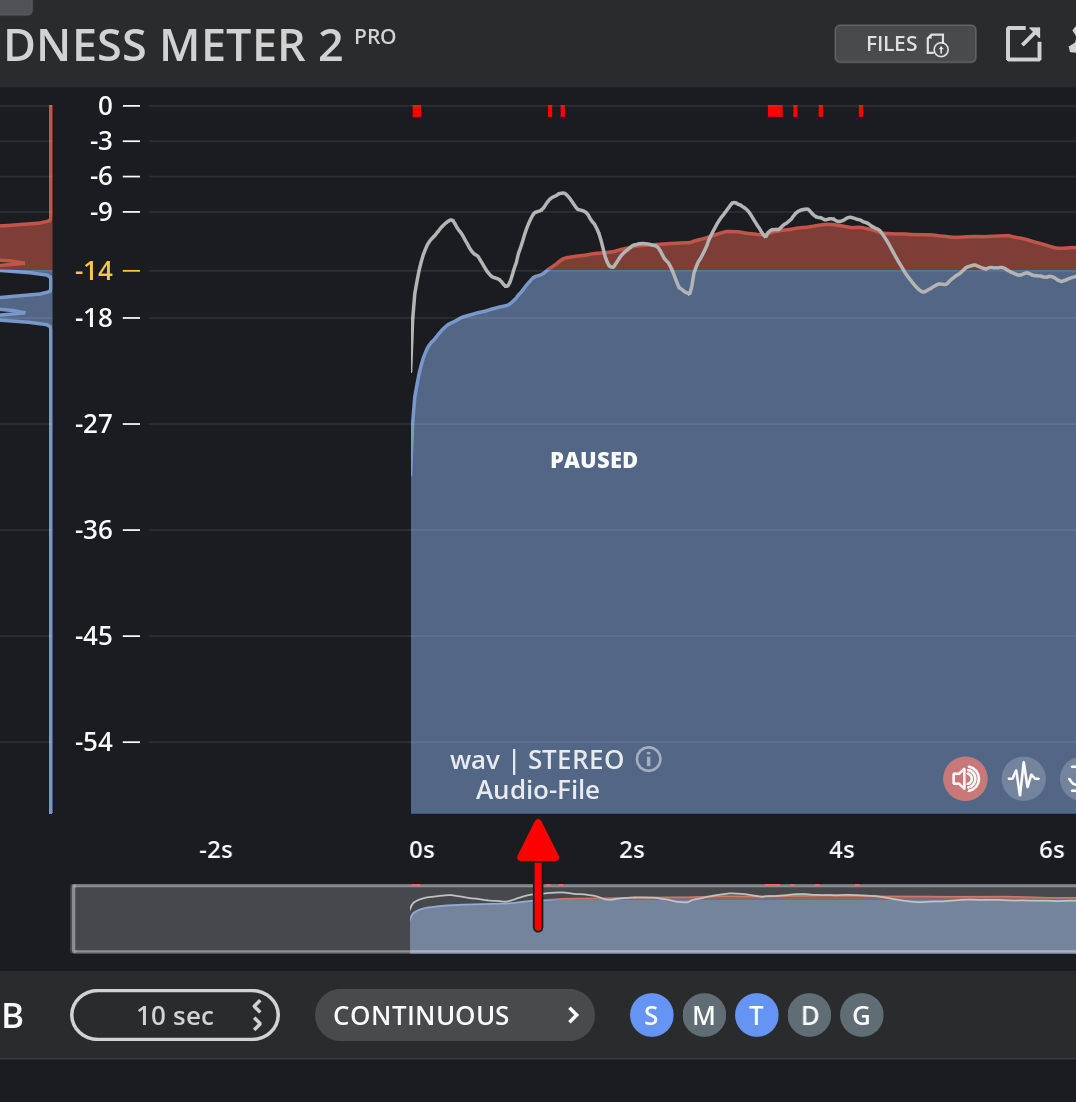 DNESS METER 2 PRO
FILES
0
-3
-6
-9
-14
-18
-27
PAUSED
-36
-45
-54
wav | STEREO
Audio-File
-2s 0s 2s 4s 6s
B 10 sec CONTINUOUS S M T D G